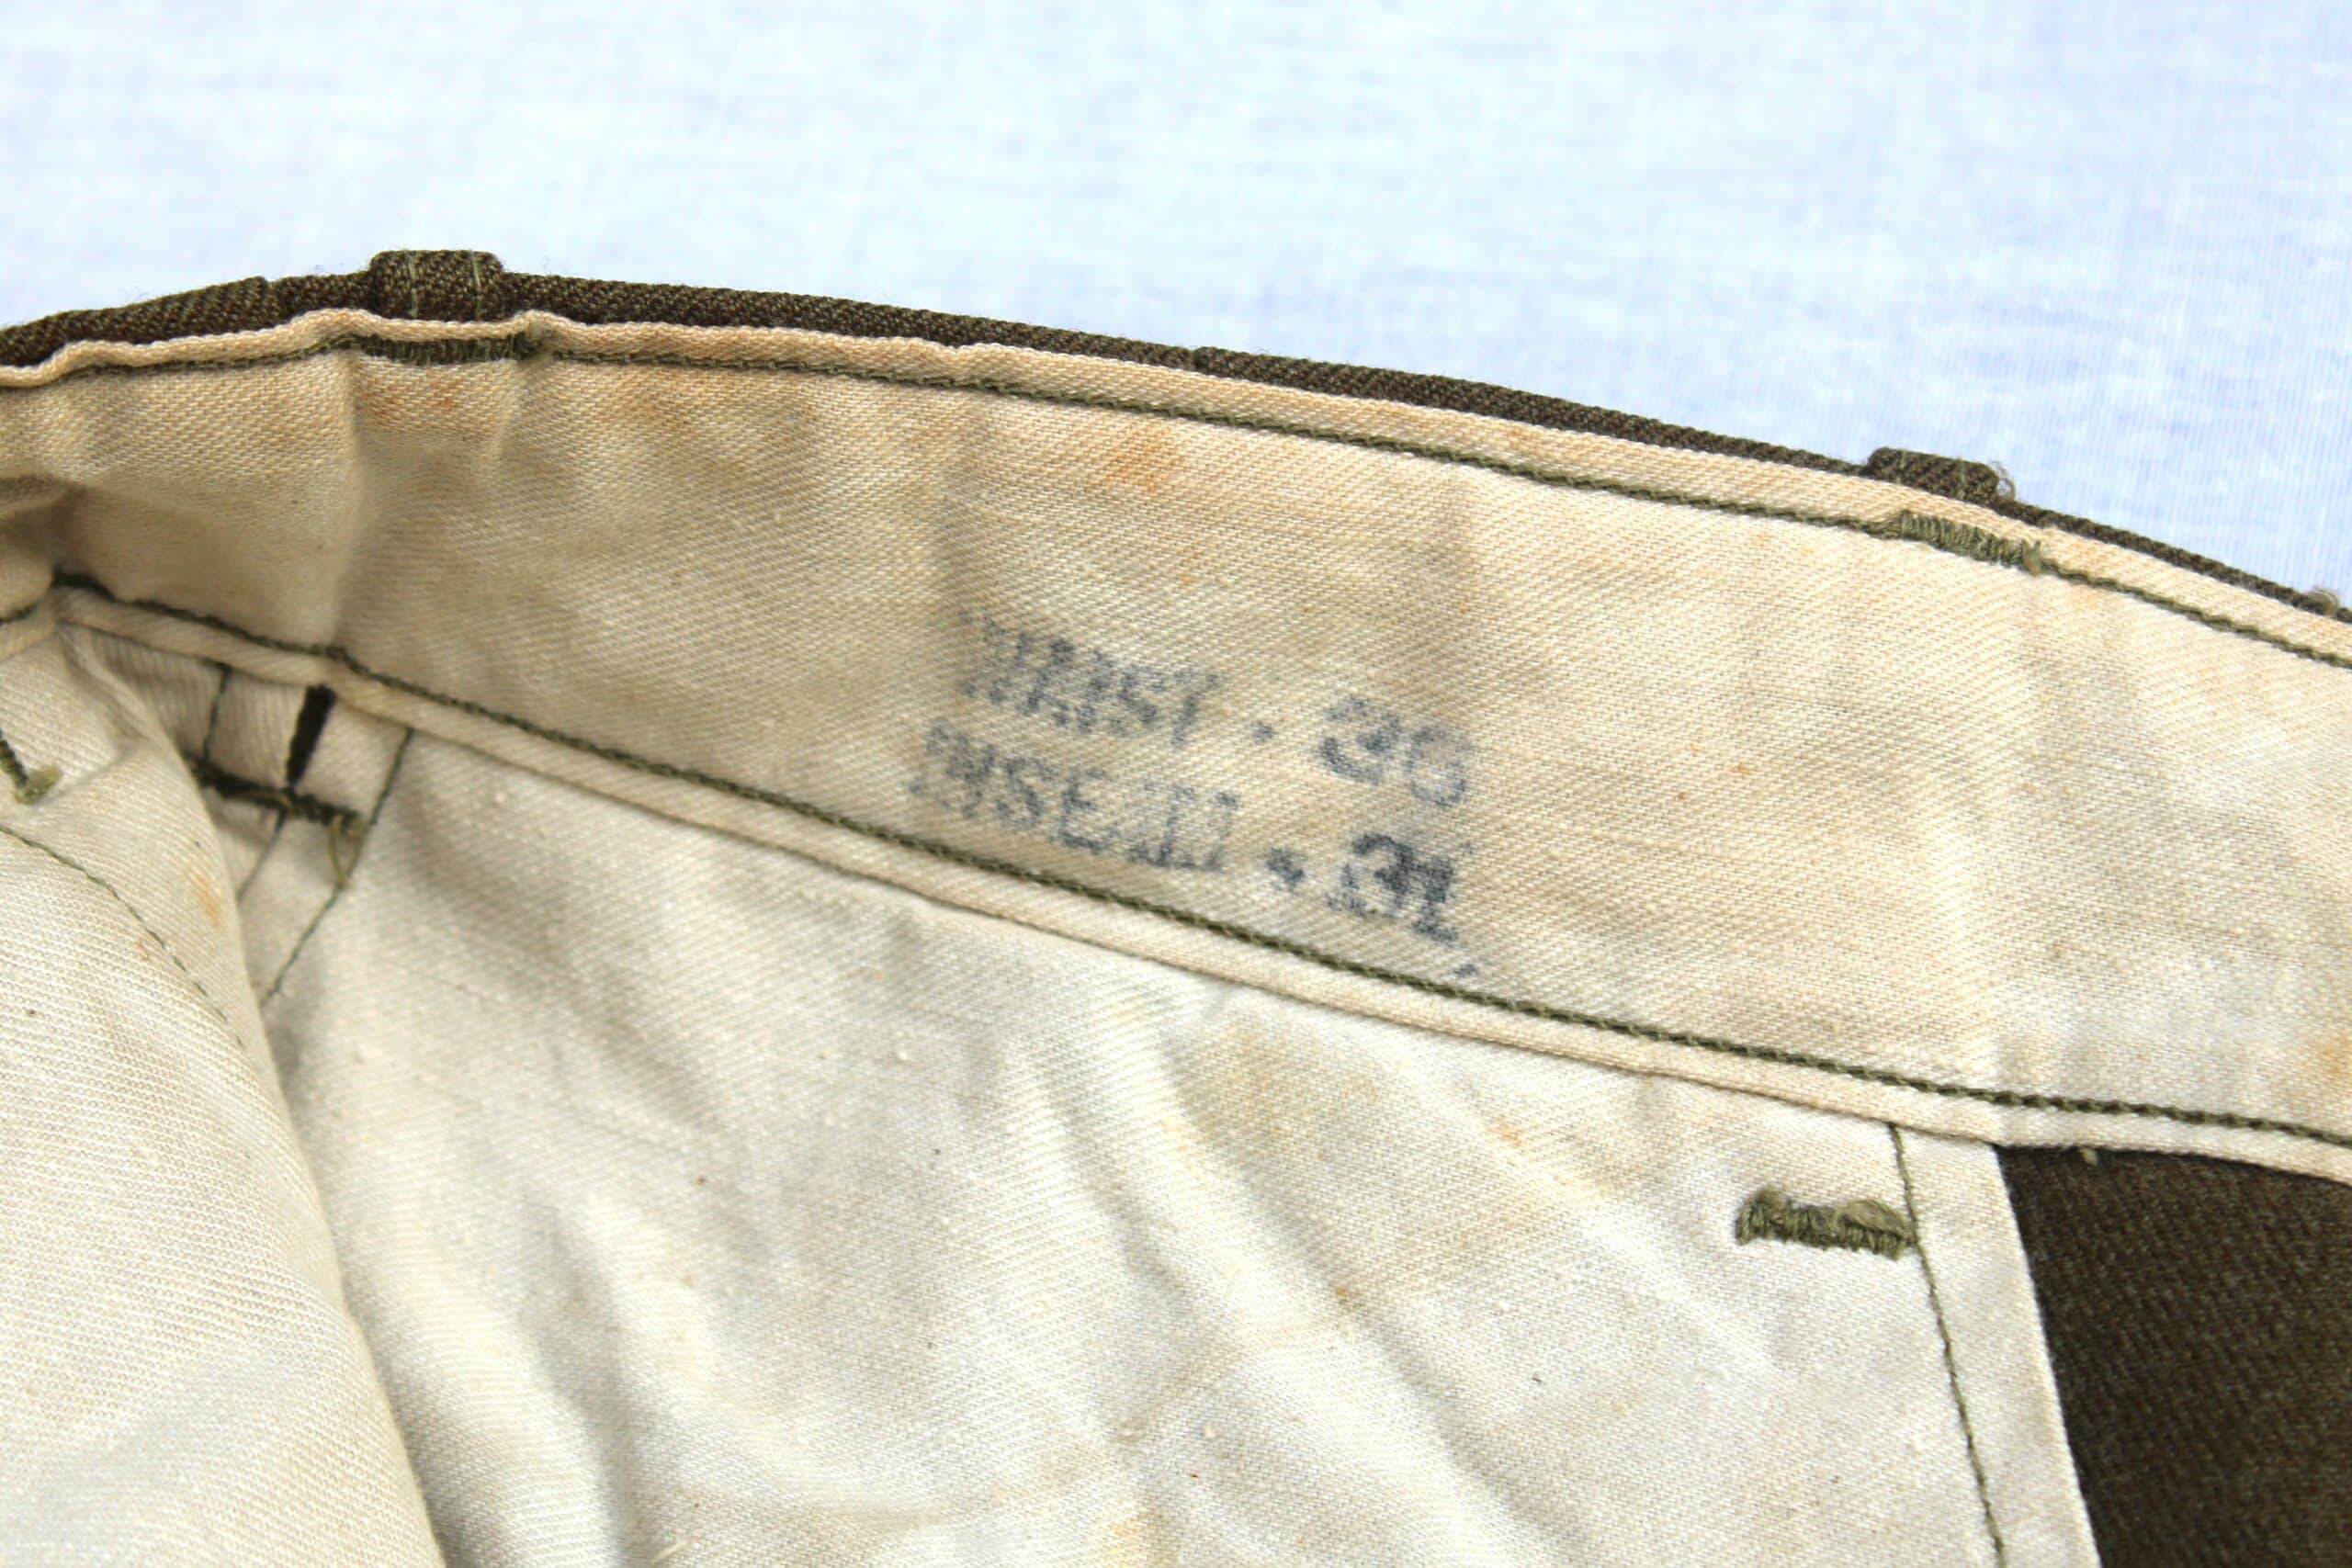 WAIST . 30
INSEAM . 31